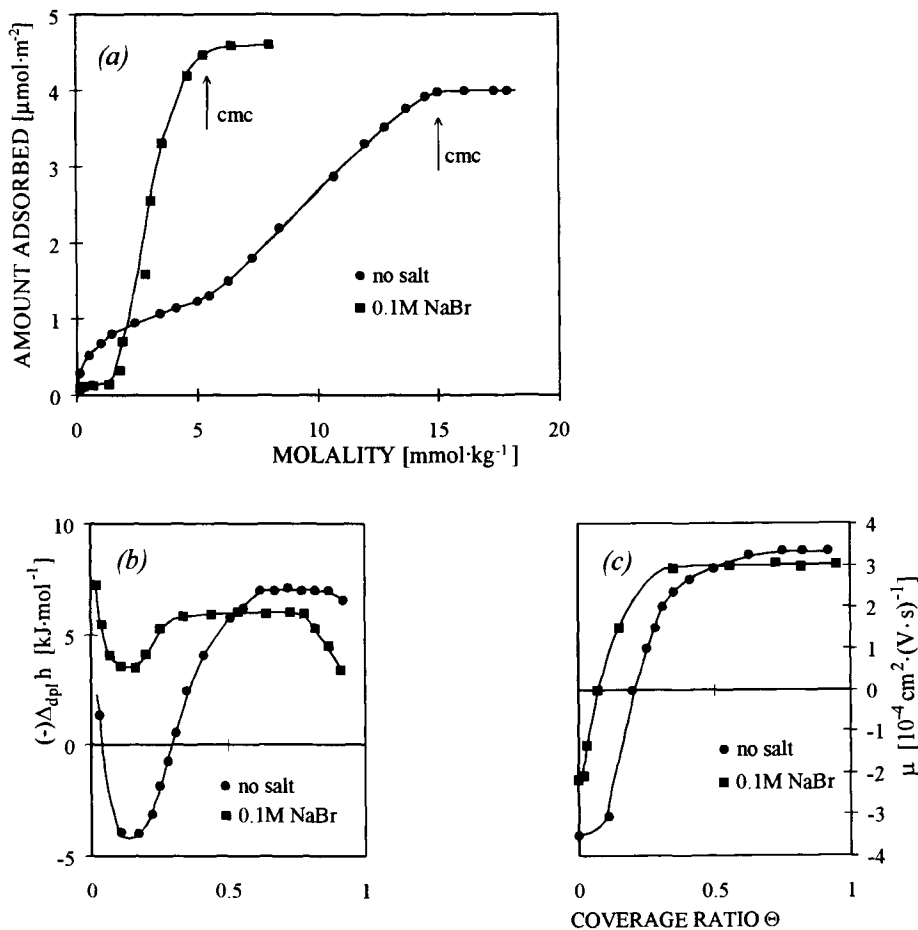 (a)
AMOUNT ADSORBED [μmol·m⁻²]
5
4
3
2
1
0
cmc
cmc
no salt
0.1M NaBr
0 5 10 15 20
MOLALITY [mmol·kg⁻¹]
(b)
(-)Δdpl h [kJ·mol⁻¹]
10
5
0
-5
no salt
0.1M NaBr
0 0.5 1
(c)
4
3
2
1
0
-1
-2
-3
-4
μ [10⁻⁴ cm²·(V·s)⁻¹]
no salt
0.1M NaBr
0 0.5 1
COVERAGE RATIO Θ